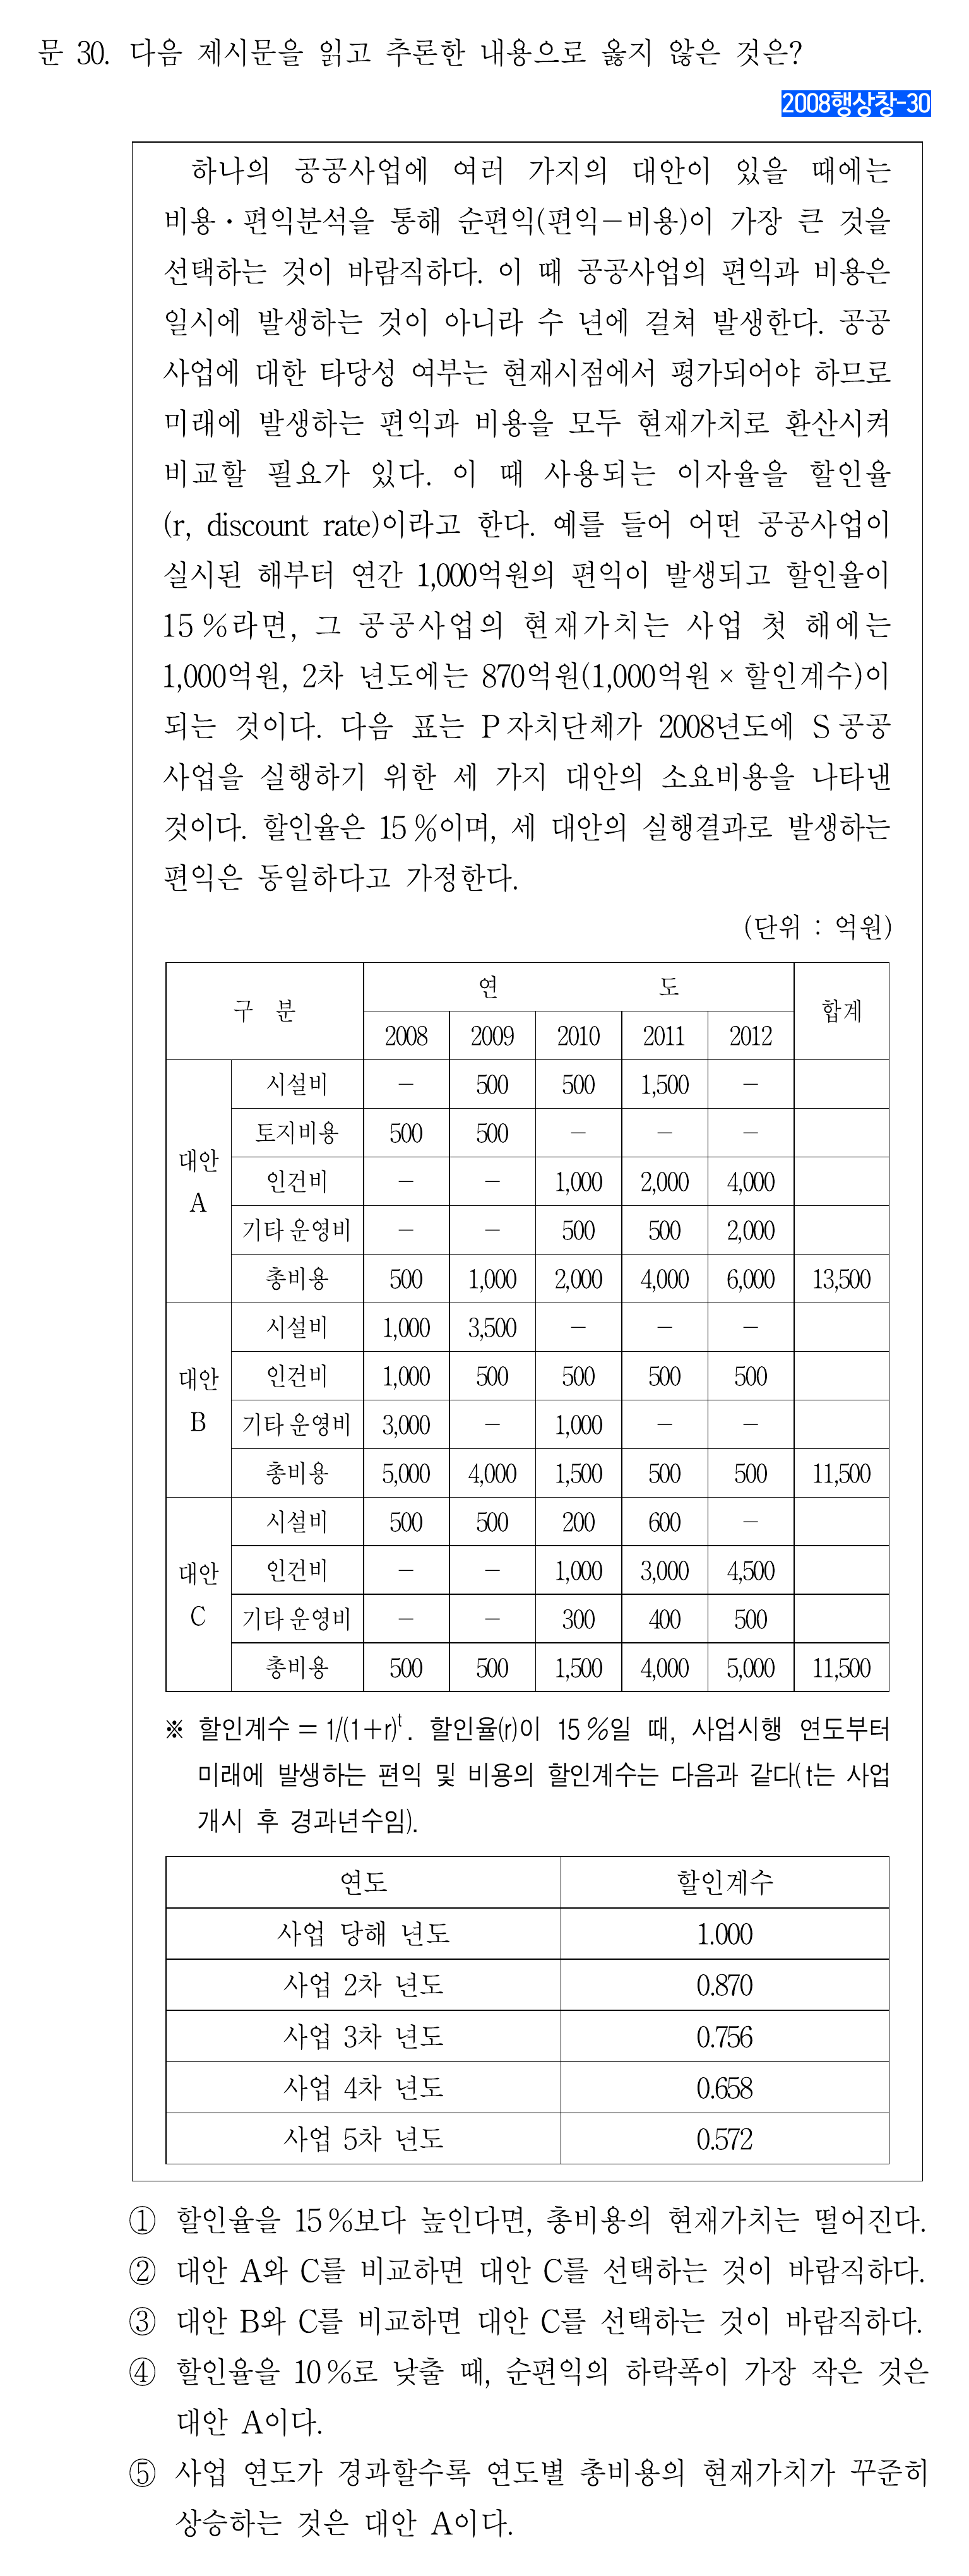 문 30. 다음 제시문을 읽고 추론한 내용으로 옳지 않은 것은?
2008행상창-30
하나의 공공사업에 여러 가지의 대안이 있을 때에는
비용·편익분석을 통해 순편익(편익-비용)이 가장 큰 것을
선택하는 것이 바람직하다. 이 때 공공사업의 편익과 비용은
일시에 발생하는 것이 아니라 수 년에 걸쳐 발생한다. 공공
사업에 대한 타당성 여부는 현재시점에서 평가되어야 하므로
미래에 발생하는 편익과 비용을 모두 현재가치로 환산시켜
비교할 필요가 있다. 이 때 사용되는 이자율을 할인율
(r, discount rate)이라고 한다. 예를 들어 어떤 공공사업이
실시된 해부터 연간 1,000억원의 편익이 발생되고 할인율이
15 %라면, 그 공공사업의 현재가치는 사업 첫 해에는
1,000억원, 2차 년도에는 870억원(1,000억원×할인계수)이
되는 것이다. 다음 표는 P자치단체가 2008년도에 S공공
사업을 실행하기 위한 세 가지 대안의 소요비용을 나타낸
것이다. 할인율은 15 %이며, 세 대안의 실행결과로 발생하는
편익은 동일하다고 가정한다.
(단위 : 억원)
구 분 연 도 합계
2008 2009 2010 2011 2012
대안 A
시설비 - 500 500 1,500 -
토지비용 500 500 - - -
인건비 - - 1,000 2,000 4,000
기타운영비 - - 500 500 2,000
총비용 500 1,000 2,000 4,000 6,000 13,500
대안 B
시설비 1,000 3,500 - - -
인건비 1,000 500 500 500 500
기타운영비 3,000 - 1,000 - -
총비용 5,000 4,000 1,500 500 500 11,500
대안 C
시설비 500 500 200 600 -
인건비 - - 1,000 3,000 4,500
기타운영비 - - 300 400 500
총비용 500 500 1,500 4,000 5,000 11,500
※ 할인계수 = 1/(1+r)^t. 할인율(r)이 15 %일 때, 사업시행 연도부터
미래에 발생하는 편익 및 비용의 할인계수는 다음과 같다(t는 사업
개시 후 경과년수임).
연도 할인계수
사업 당해 년도 1.000
사업 2차 년도 0.870
사업 3차 년도 0.756
사업 4차 년도 0.658
사업 5차 년도 0.572
① 할인율을 15 %보다 높인다면, 총비용의 현재가치는 떨어진다.
② 대안 A와 C를 비교하면 대안 C를 선택하는 것이 바람직하다.
③ 대안 B와 C를 비교하면 대안 C를 선택하는 것이 바람직하다.
④ 할인율을 10 %로 낮출 때, 순편익의 하락폭이 가장 작은 것은
대안 A이다.
⑤ 사업 연도가 경과할수록 연도별 총비용의 현재가치가 꾸준히
상승하는 것은 대안 A이다.